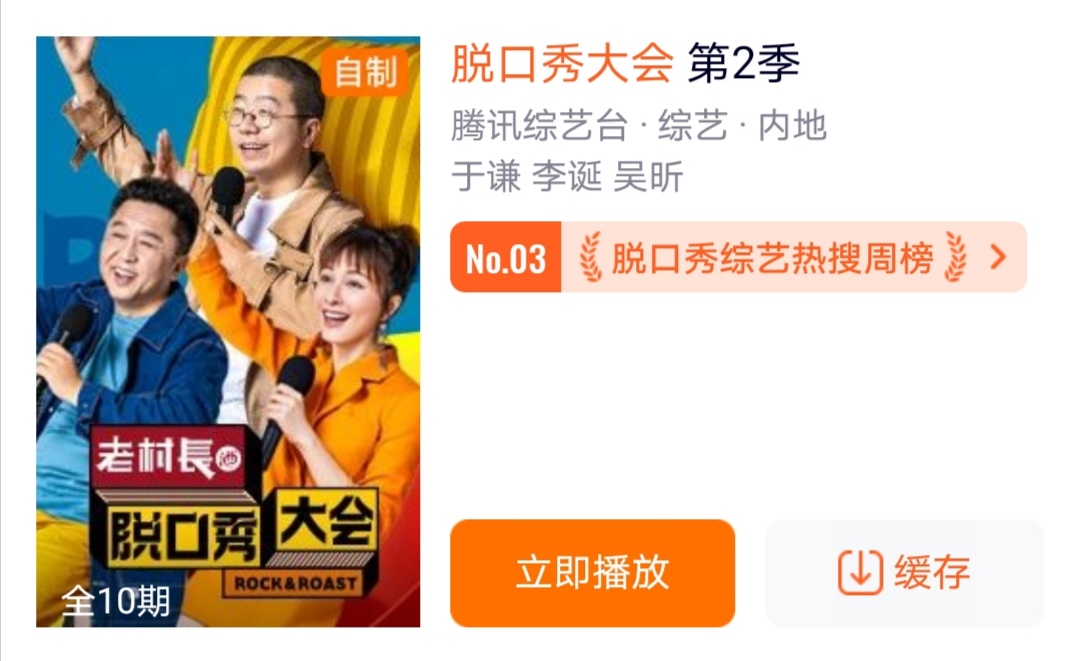 自制
老村長酒
脱口秀
大会
ROCK&ROAST
全10期
脱口秀大会 第2季
腾讯综艺台 · 综艺 · 内地
于谦 李诞 吴昕
No.03 脱口秀综艺热搜周榜
立即播放
缓存